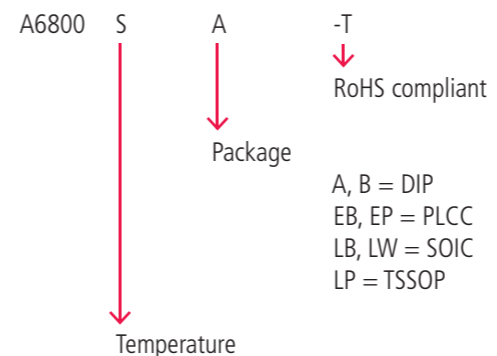 A6800 S A -T
RoHS compliant
Package
A, B = DIP
EB, EP = PLCC
LB, LW = SOIC
LP = TSSOP
Temperature